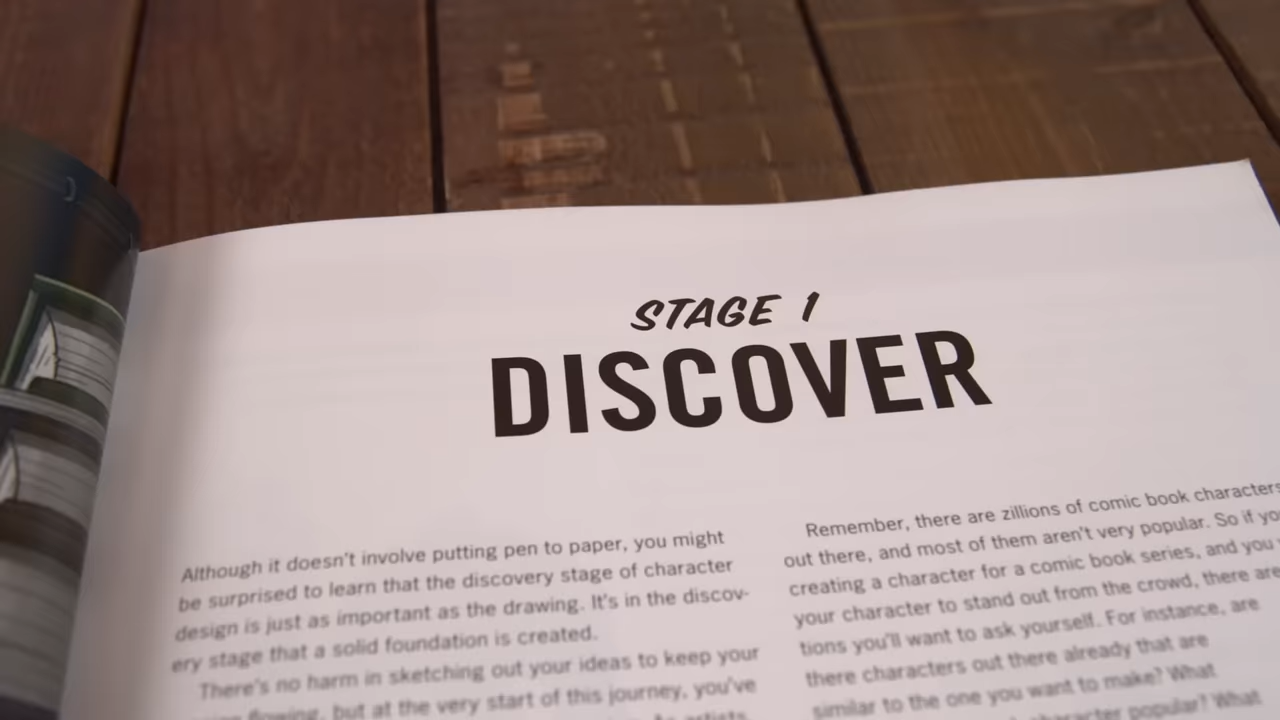 STAGE 1
DISCOVER
Although it doesn't involve putting pen to paper, you might
be surprised to learn that the discovery stage of character
design is just as important as the drawing. It's in the discov-
ery stage that a solid foundation is created.
There's no harm in sketching out your ideas to keep your
flowing, but at the very start of this journey, you've
As artists
Remember, there are zillions of comic book characters
out there, and most of them aren't very popular. So if you
creating a character for a comic book series, and you
your character to stand out from the crowd, there are
tions you'll want to ask yourself. For instance, are
there characters out there already that are
similar to the one you want to make? What
character popular? What